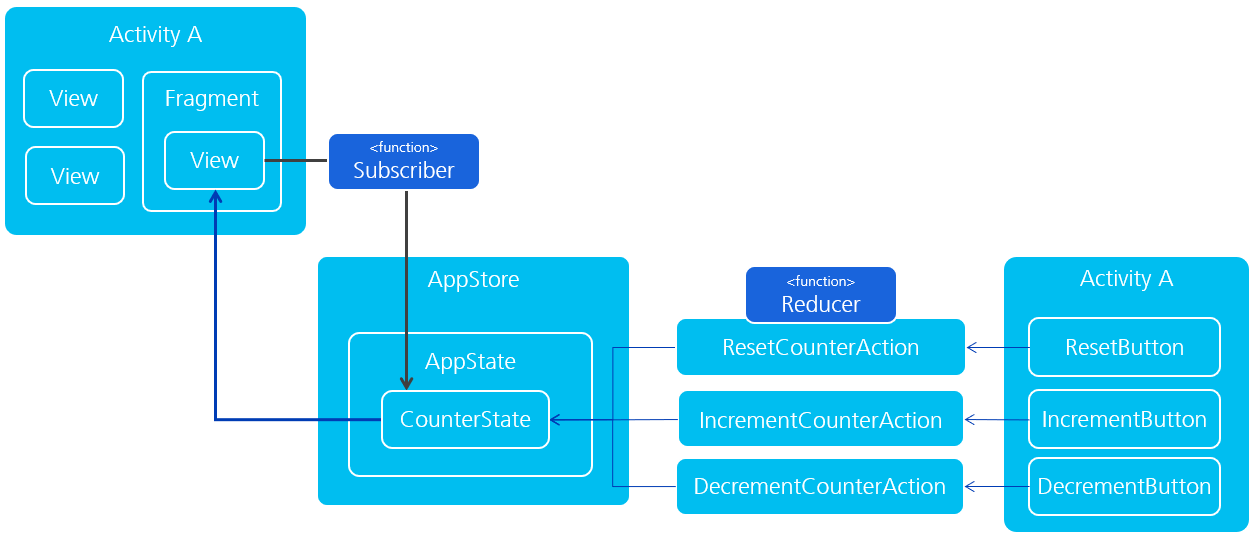 Activity A
View
Fragment
View
View
<function>
Subscriber
AppStore
AppState
CounterState
<function>
Reducer
ResetCounterAction
IncrementCounterAction
DecrementCounterAction
Activity A
ResetButton
IncrementButton
DecrementButton